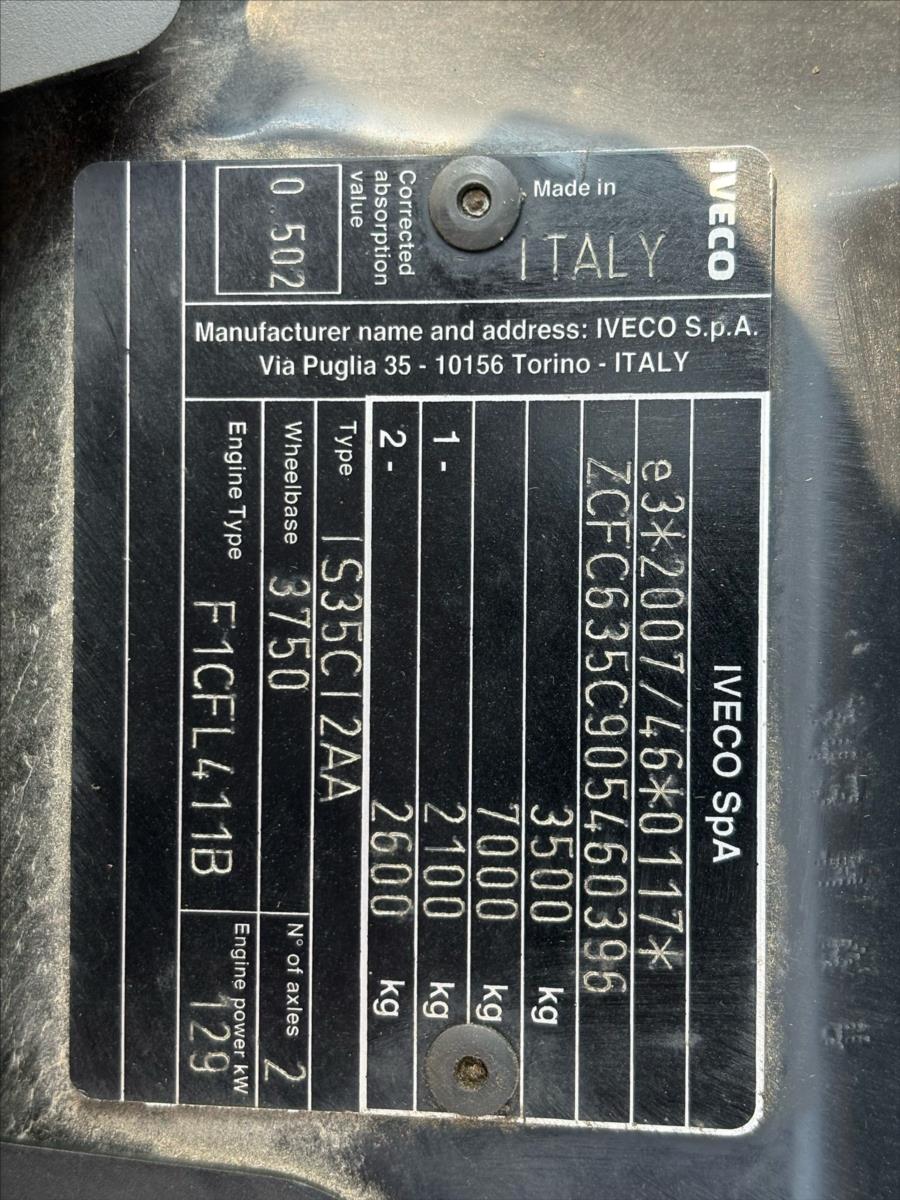 IVECO
Made in
ITALY
Corrected
absorption
value
0.502
Manufacturer name and address: IVECO S.p.A.
Via Puglia 35 - 10156 Torino - ITALY
IVECO SpA
e3*2007/46*0117*
ZCFC635C905460396
3500 kg
7000 kg
1- 2100 kg
2- 2600 kg
Type IS35CI2AA
Wheelbase 3750 N° of axles 2
Engine Type F1CFL411B Engine power kW 129